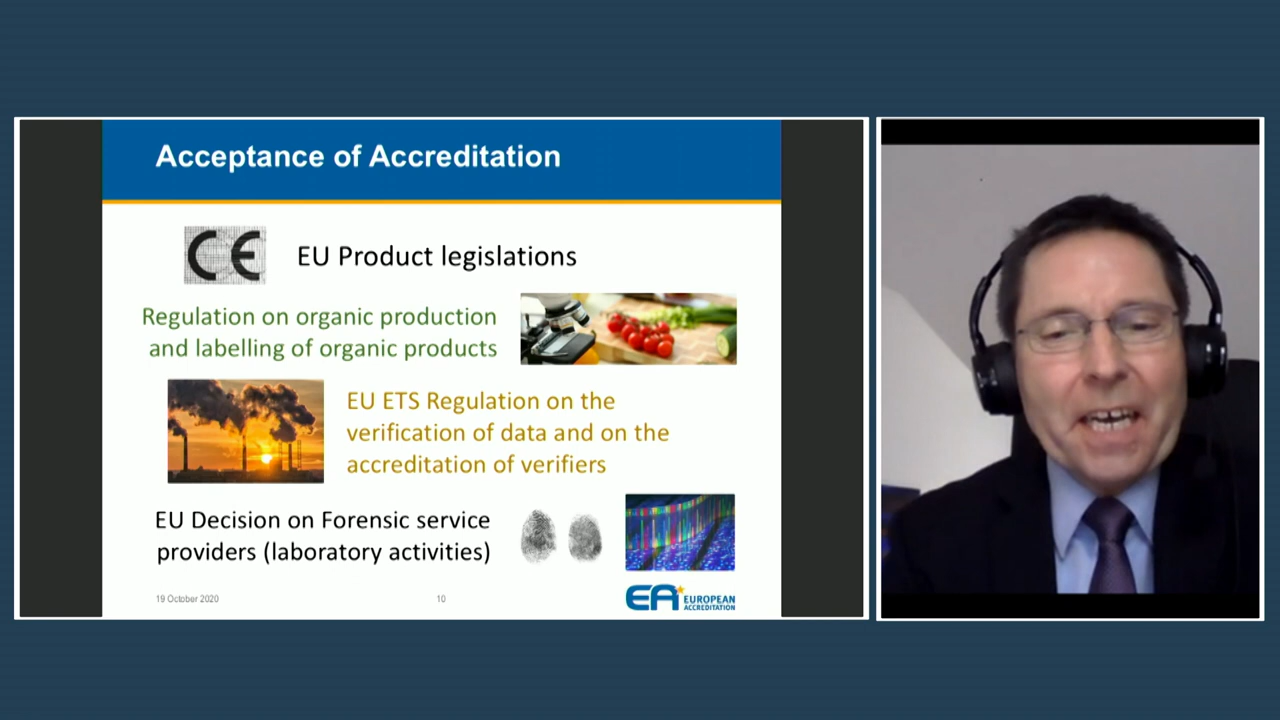 Acceptance of Accreditation
CE
EU Product legislations
Regulation on organic production
and labelling of organic products
EU ETS Regulation on the
verification of data and on the
accreditation of verifiers
EU Decision on Forensic service
providers (laboratory activities)
19 October 2020
10
EA EUROPEAN
ACCREDITATION